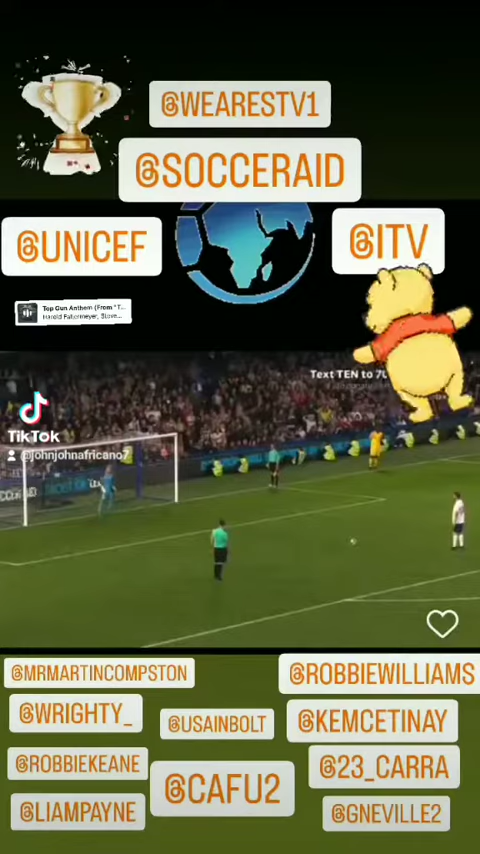 @WEARESTV1
@SOCCERAID
@UNICEF
@ITV
Top Gun Anthem (From "T...
Harold Faltermeyer, Steve...
Text TEN to 70
TikTok
@johnjohnafricano7
@MRMARTINCOMPSTON
@ROBBIEWILLIAMS
@WRIGHTY_
@USAINBOLT
@KEMCETINAY
@ROBBIEKEANE
@23_CARRA
@CAFU2
@LIAMPAYNE
@GNEVILLE2